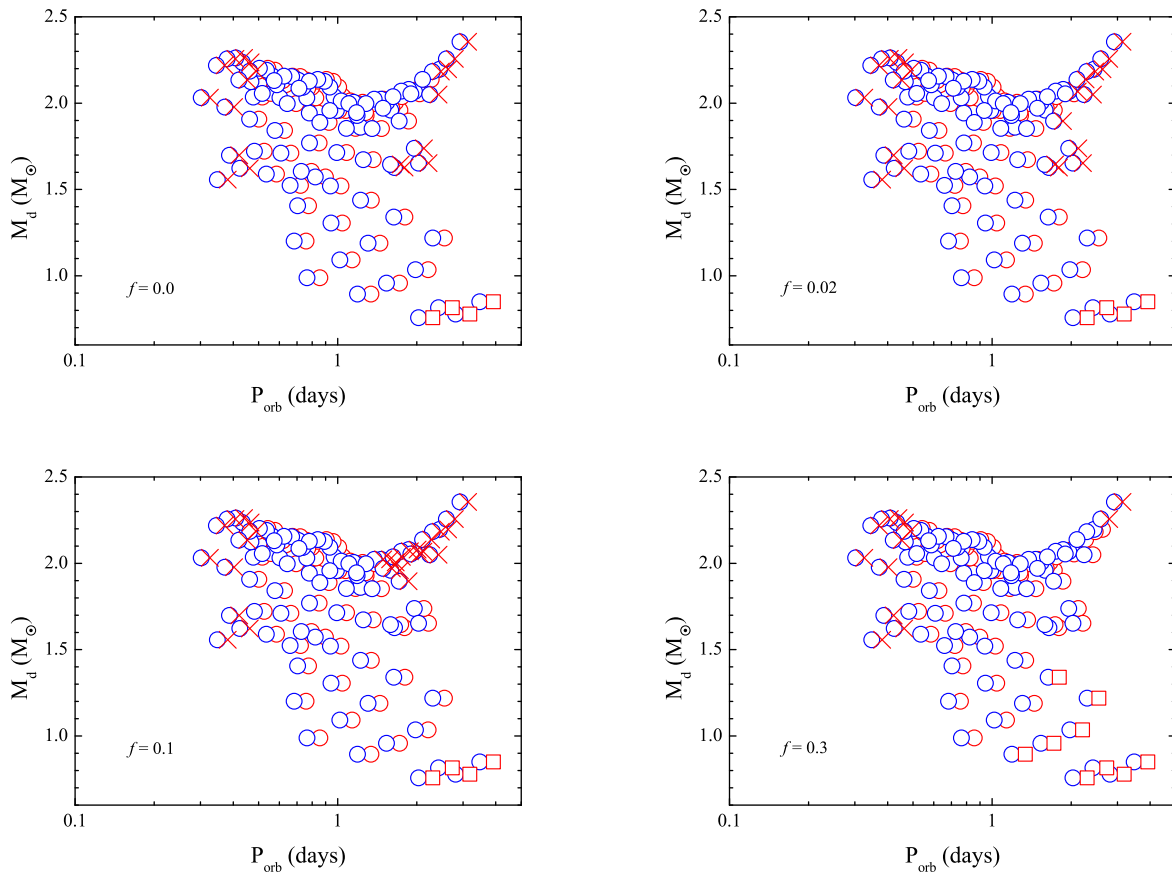 2.5
2.0
1.5
1.0
M_d (M_⊙)
f = 0.0
0.1
1
P_orb (days)
2.5
2.0
1.5
1.0
M_d (M_⊙)
f = 0.02
0.1
1
P_orb (days)
2.5
2.0
1.5
1.0
M_d (M_⊙)
f = 0.1
0.1
1
P_orb (days)
2.5
2.0
1.5
1.0
M_d (M_⊙)
f = 0.3
0.1
1
P_orb (days)